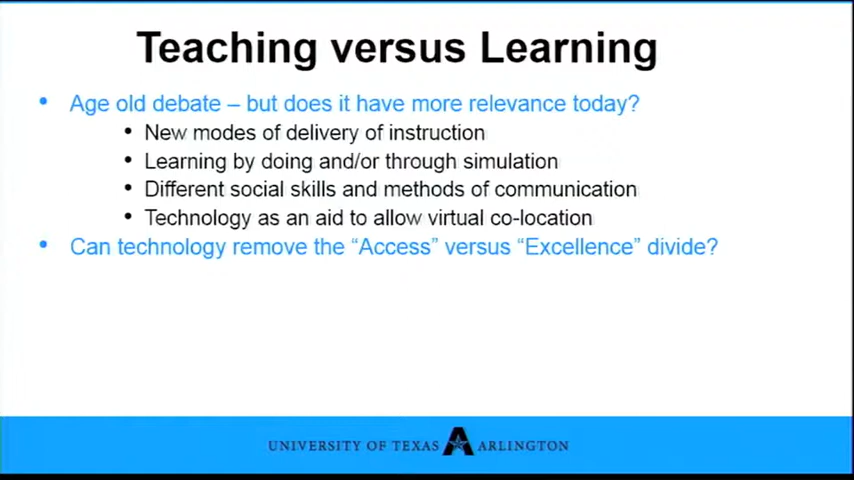 Teaching versus Learning
• Age old debate – but does it have more relevance today?
• New modes of delivery of instruction
• Learning by doing and/or through simulation
• Different social skills and methods of communication
• Technology as an aid to allow virtual co-location
• Can technology remove the “Access” versus “Excellence” divide?
UNIVERSITY OF TEXAS A ARLINGTON